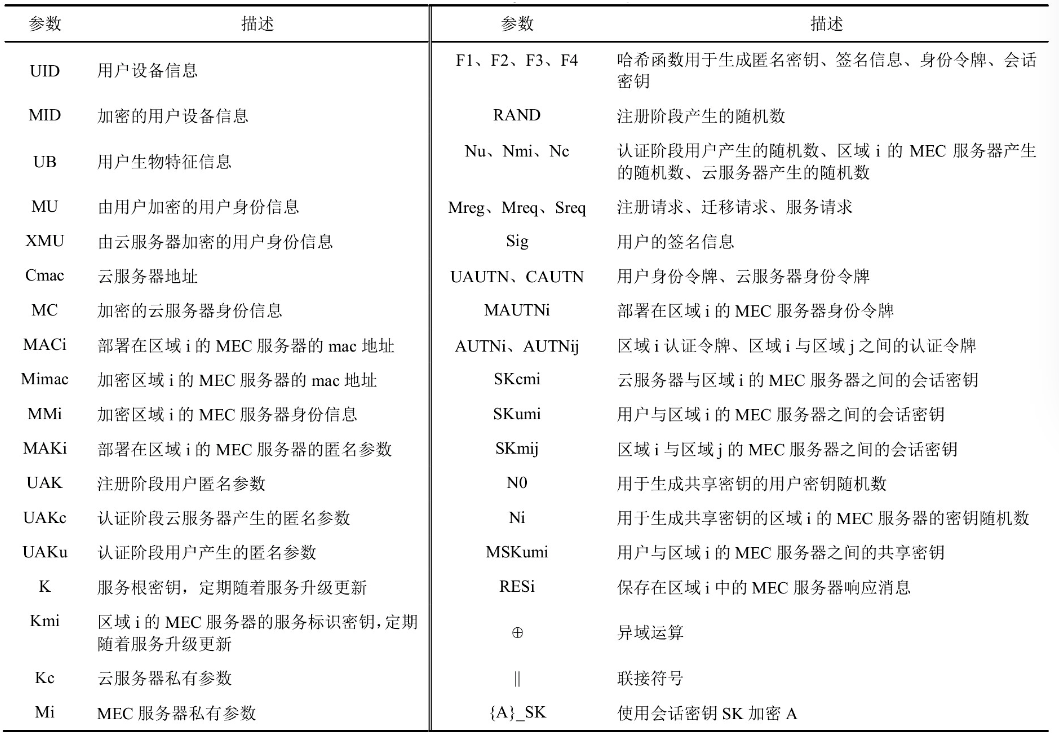 参数 描述 参数 描述
UID 用户设备信息 F1、F2、F3、F4 哈希函数用于生成匿名密钥、签名信息、身份令牌、会话
密钥
MID 加密的用户设备信息 RAND 注册阶段产生的随机数
UB 用户生物特征信息 Nu、Nmi、Nc 认证阶段用户产生的随机数、区域 i 的 MEC 服务器产生
的随机数、云服务器产生的随机数
MU 由用户加密的用户身份信息 Mreg、Mreq、Sreq 注册请求、迁移请求、服务请求
XMU 由云服务器加密的用户身份信息 Sig 用户的签名信息
Cmac 云服务器地址 UAUTN、CAUTN 用户身份令牌、云服务器身份令牌
MC 加密的云服务器身份信息 MAUTNi 部署在区域 i 的 MEC 服务器身份令牌
MACi 部署在区域 i 的 MEC 服务器的 mac 地址 AUTNi、AUTNij 区域 i 认证令牌、区域 i 与区域 j 之间的认证令牌
Mimac 加密区域 i 的 MEC 服务器的 mac 地址 SKcmi 云服务器与区域 i 的 MEC 服务器之间的会话密钥
MMi 加密区域 i 的 MEC 服务器身份信息 SKumi 用户与区域 i 的 MEC 服务器之间的会话密钥
MAKi 部署在区域 i 的 MEC 服务器的匿名参数 SKmij 区域 i 与区域 j 的 MEC 服务器之间的会话密钥
UAK 注册阶段用户匿名参数 N0 用于生成共享密钥的用户密钥随机数
UAKc 认证阶段云服务器产生的匿名参数 Ni 用于生成共享密钥的区域 i 的 MEC 服务器的密钥随机数
UAKu 认证阶段用户产生的匿名参数 MSKumi 用户与区域 i 的 MEC 服务器之间的共享密钥
K 服务根密钥，定期随着服务升级更新 RESi 保存在区域 i 中的 MEC 服务器响应消息
Kmi 区域 i 的 MEC 服务器的服务标识密钥，定期
随着服务升级更新 ⊕ 异域运算
Kc 云服务器私有参数 ‖ 联接符号
Mi MEC 服务器私有参数 {A}_SK 使用会话密钥 SK 加密 A